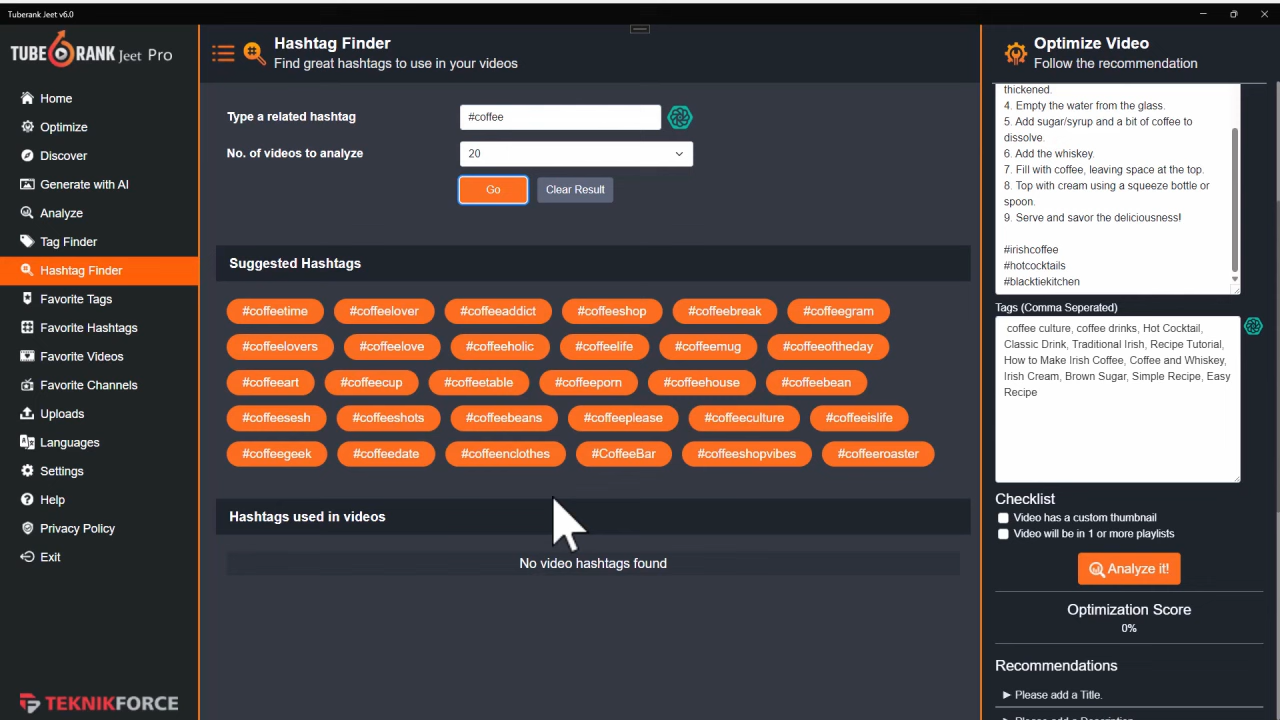 Tuberank Jeet v6.0
TUBE RANK Jeet Pro
Home
Optimize
Discover
Generate with AI
Analyze
Tag Finder
Hashtag Finder
Favorite Tags
Favorite Hashtags
Favorite Videos
Favorite Channels
Uploads
Languages
Settings
Help
Privacy Policy
Exit
TEKNIKFORCE
Hashtag Finder
Find great hashtags to use in your videos
Type a related hashtag
#coffee
No. of videos to analyze
20
Go
Clear Result
Suggested Hashtags
#coffeetime #coffeelover #coffeeaddict #coffeeshop #coffeebreak #coffeegram
#coffeelovers #coffeelove #coffeeholic #coffeelife #coffeemug #coffeeoftheday
#coffeeart #coffeecup #coffeetable #coffeeporn #coffeehouse #coffeebean
#coffeesesh #coffeeshots #coffeebeans #coffeeplease #coffeeculture #coffeeislife
#coffeegeek #coffeedate #coffeenclothes #CoffeeBar #coffeeshopvibes #coffeeroaster
Hashtags used in videos
No video hashtags found
Optimize Video
Follow the recommendation
thickened.
4. Empty the water from the glass.
5. Add sugar/syrup and a bit of coffee to
dissolve.
6. Add the whiskey.
7. Fill with coffee, leaving space at the top.
8. Top with cream using a squeeze bottle or
spoon.
9. Serve and savor the deliciousness!
#irishcoffee
#hotcocktails
#blacktiekitchen
Tags (Comma Seperated)
coffee culture, coffee drinks, Hot Cocktail,
Classic Drink, Traditional Irish, Recipe Tutorial,
How to Make Irish Coffee, Coffee and Whiskey,
Irish Cream, Brown Sugar, Simple Recipe, Easy
Recipe
Checklist
Video has a custom thumbnail
Video will be in 1 or more playlists
Analyze it!
Optimization Score
0%
Recommendations
Please add a Title.
Please add a Description